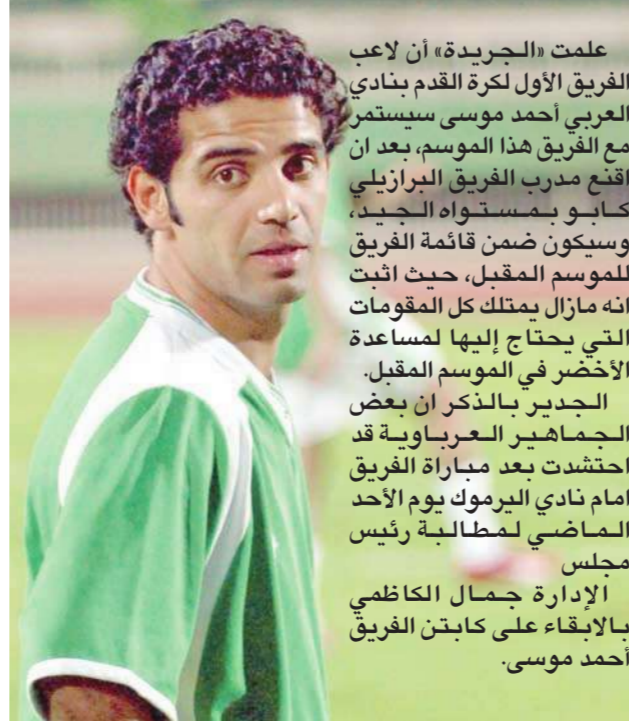 علمت «الجريدة» أن لاعب
الفريق الأول لكرة القدم بنادي
العربي أحمد موسى سيستمر
مع الفريق هذا الموسم، بعد ان
اقنع مدرب الفريق البرازيلي
كابو بمستواه الجيد،
وسيكون ضمن قائمة الفريق
للموسم المقبل، حيث اثبت
انه مازال يمتلك كل المقومات
التي يحتاج إليها لمساعدة
الأخضر في الموسم المقبل.
الجدير بالذكر ان بعض
الجماهير العرباوية قد
احتشدت بعد مباراة الفريق
امام نادي اليرموك يوم الأحد
الماضي لمطالبة رئيس
مجلس
الإدارة جمال الكاظمي
بالابقاء على كابتن الفريق
أحمد موسى.